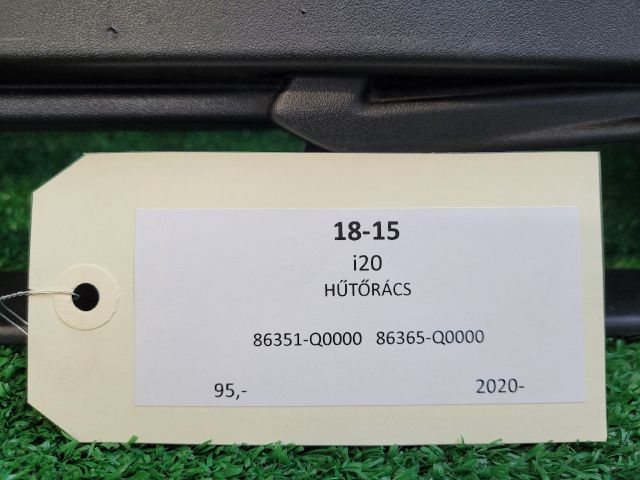 18-15
i20
HŰTŐRÁCS
86351-Q0000 86365-Q0000
95,- 2020-